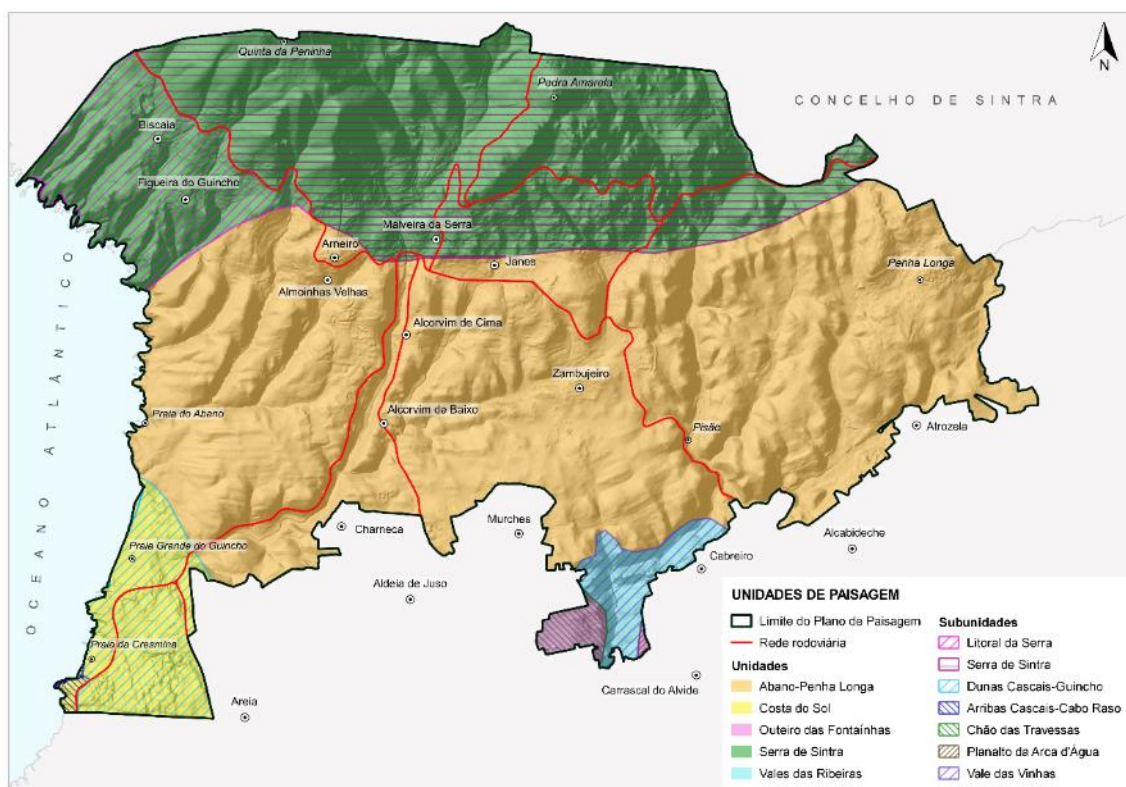 Quinta da Peninha
Pedra Amarela
N
CONCELHO DE SINTRA
Biscaia
Figueira do Guincho
Malveira da Serra
Arneiro
Janes
Penha Longa
Almoinhas Velhas
Alcorvim de Cima
Zambujeiro
OCEANO ATLÂNTICO
Praia do Abano
Alcorvim de Baixo
Pisão
Atrozela
Charneca
Murches
Alcabideche
Praia Grande do Guincho
Cabreiro
Aldeia de Juso
Praia da Cresmina
Areia
Carrascal do Alvide
UNIDADES DE PAISAGEM
Limite do Plano de Paisagem
Rede rodoviária
Unidades
Abano-Penha Longa
Costa do Sol
Outeiro das Fontaínhas
Serra de Sintra
Vales das Ribeiras
Subunidades
Litoral da Serra
Serra de Sintra
Dunas Cascais-Guincho
Arribas Cascais-Cabo Raso
Chão das Travessas
Planalto da Arca d'Água
Vale das Vinhas